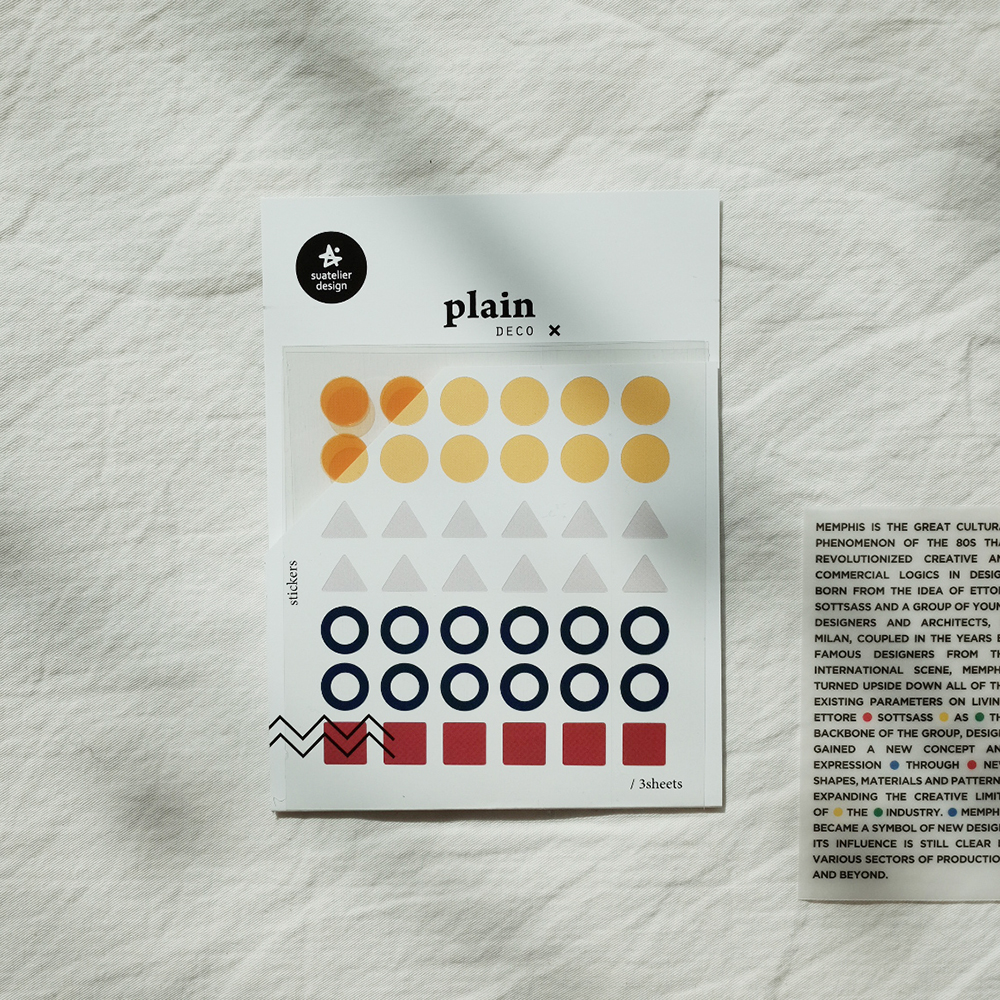 suatelier
design
plain
DECO
stickers
/ 3sheets
MEMPHIS IS THE GREAT CULTURA
PHENOMENON OF THE 80S THA
REVOLUTIONIZED CREATIVE AN
COMMERCIAL LOGICS IN DESIG
BORN FROM THE IDEA OF ETTOR
SOTTSASS AND A GROUP OF YOUN
DESIGNERS AND ARCHITECTS,
MILAN, COUPLED IN THE YEARS B
FAMOUS DESIGNERS FROM TH
INTERNATIONAL SCENE, MEMPH
TURNED UPSIDE DOWN ALL OF TH
EXISTING PARAMETERS ON LIVIN
ETTORE SOTTSASS AS TH
BACKBONE OF THE GROUP, DESIG
GAINED A NEW CONCEPT AN
EXPRESSION THROUGH NEW
SHAPES, MATERIALS AND PATTERN
EXPANDING THE CREATIVE LIMIT
OF THE INDUSTRY. MEMPH
BECAME A SYMBOL OF NEW DESIG
ITS INFLUENCE IS STILL CLEAR
VARIOUS SECTORS OF PRODUCTIO
AND BEYOND.